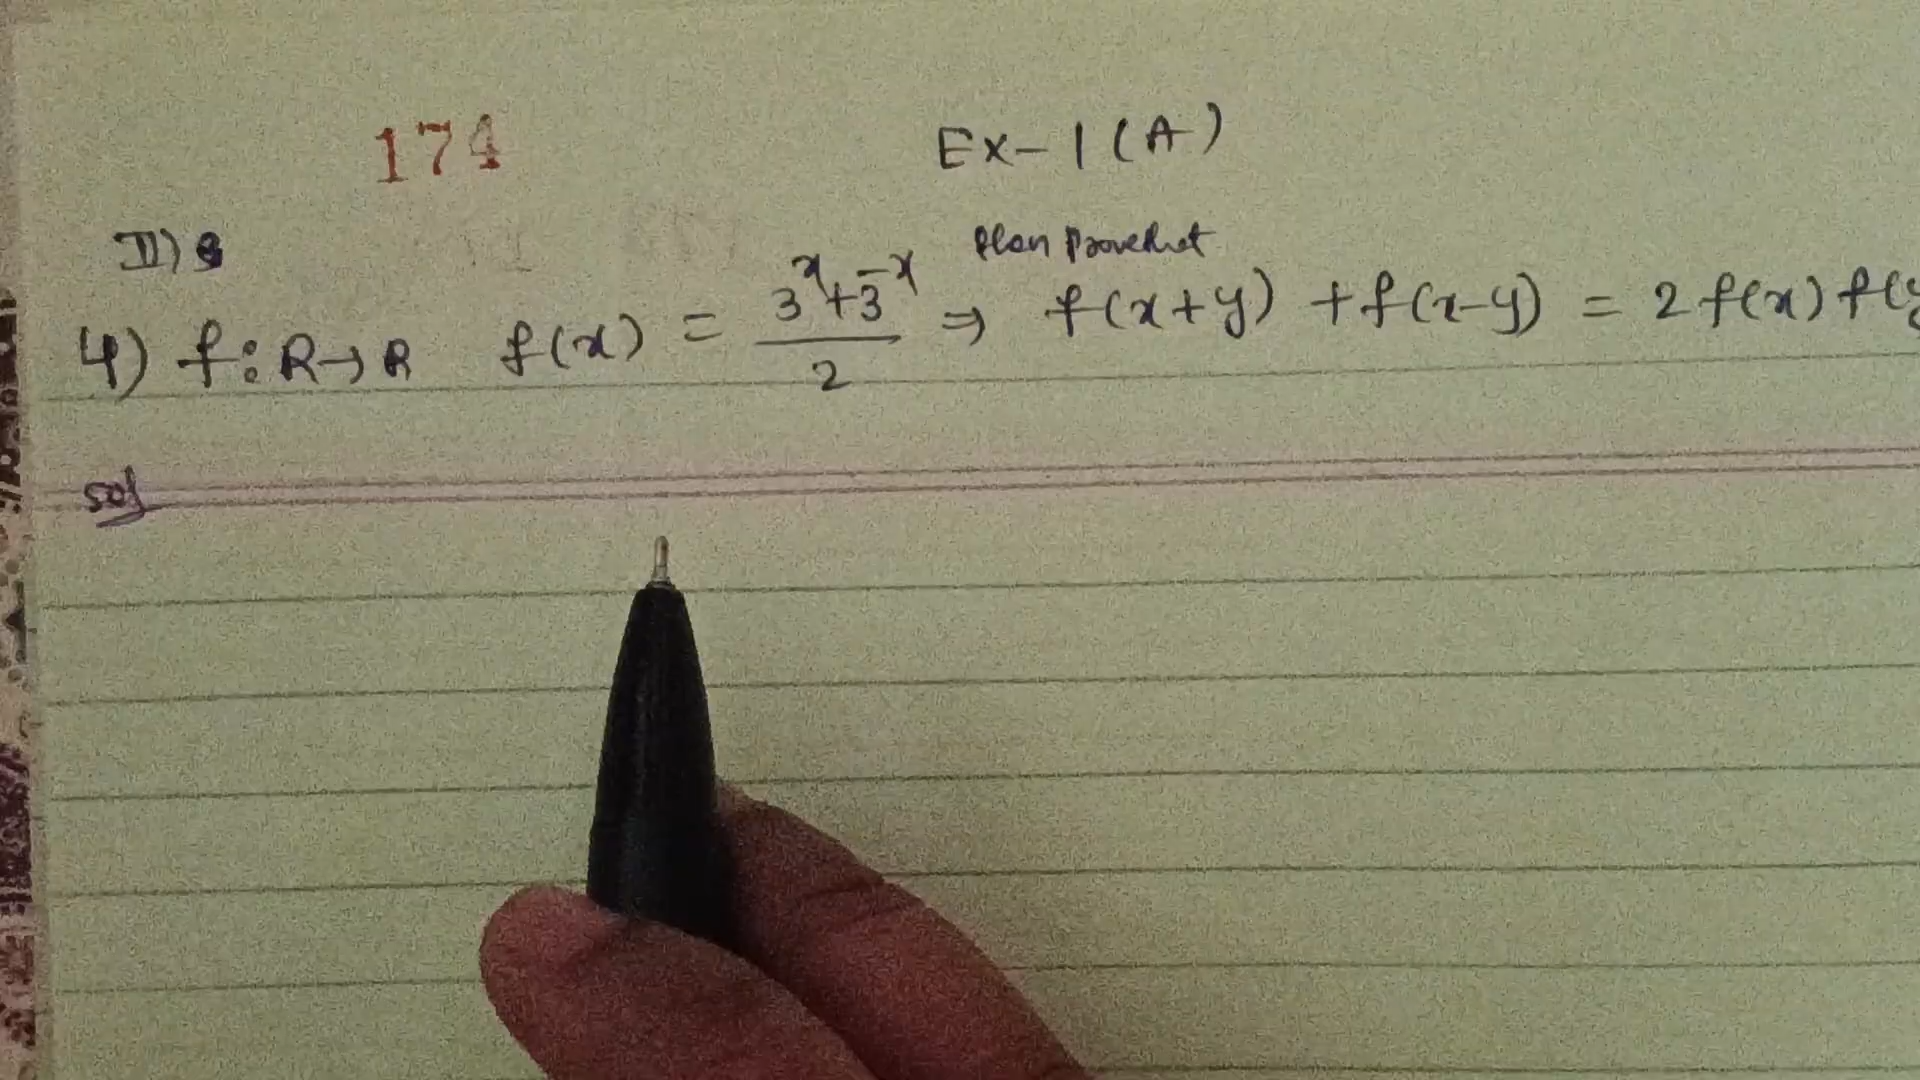 174
Ex-1(A)
II)
then prove that
4) f:R→R f(x) = 3^x+3^-x / 2 ⇒ f(x+y) + f(x-y) = 2f(x)f(y
sol